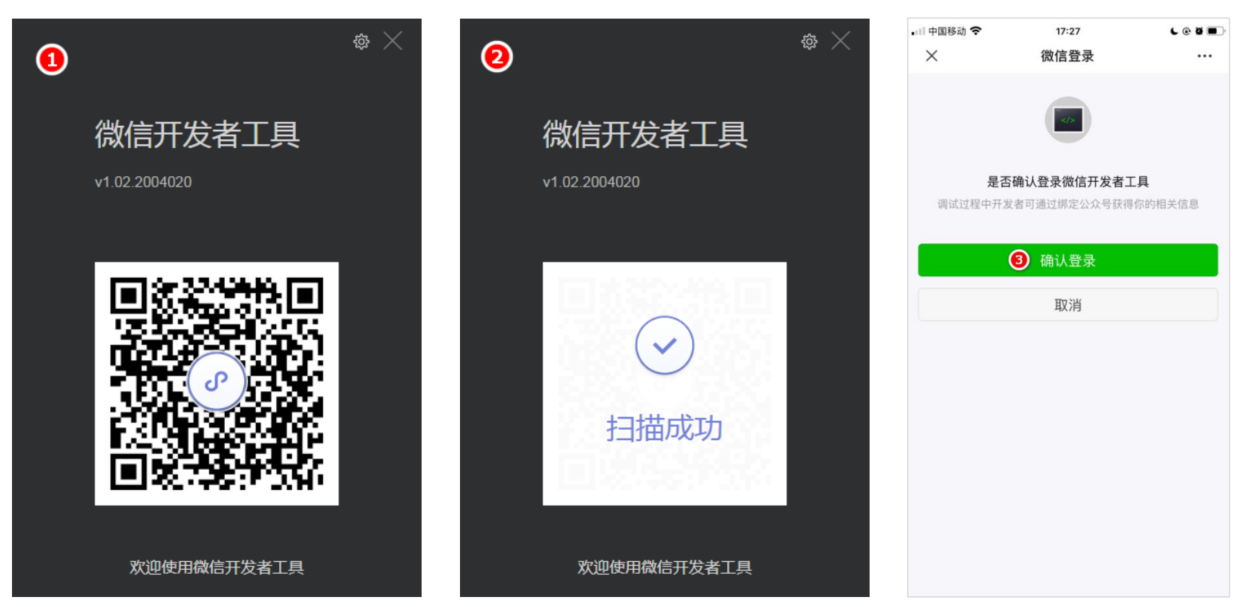 1
微信开发者工具
v1.02.2004020
欢迎使用微信开发者工具
2
微信开发者工具
v1.02.2004020
扫描成功
欢迎使用微信开发者工具
中国移动
17:27
微信登录
</>
是否确认登录微信开发者工具
调试过程中开发者可通过绑定公众号获得你的相关信息
3 确认登录
取消